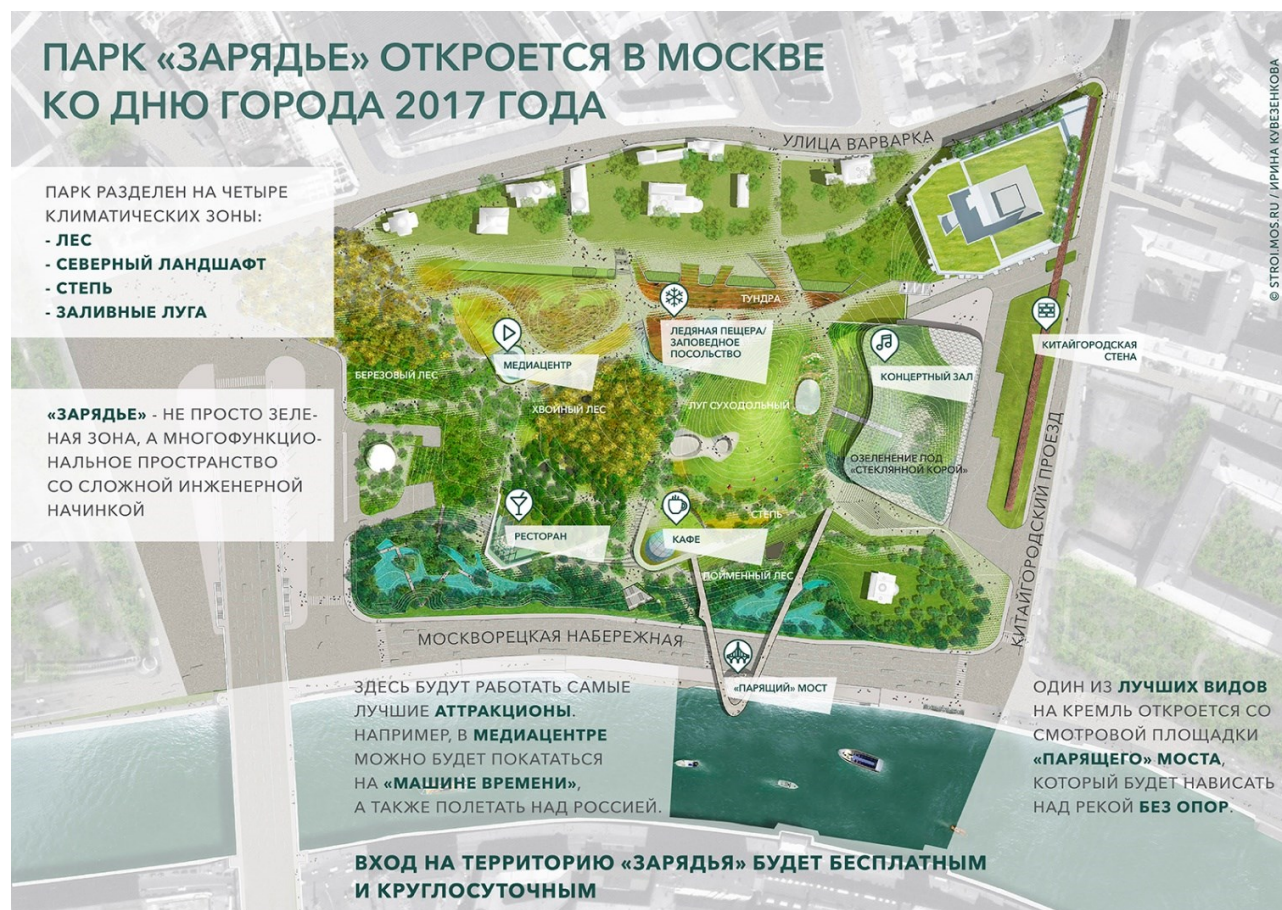 ПАРК «ЗАРЯДЬЕ» ОТКРОЕТСЯ В МОСКВЕ
КО ДНЮ ГОРОДА 2017 ГОДА
© STROI.MOS.RU / ИРИНА КУВЕЗЕНКОВА
УЛИЦА ВАРВАРКА
ПАРК РАЗДЕЛЕН НА ЧЕТЫРЕ
КЛИМАТИЧЕСКИХ ЗОНЫ:
- ЛЕС
- СЕВЕРНЫЙ ЛАНДШАФТ
- СТЕПЬ
- ЗАЛИВНЫЕ ЛУГА
«ЗАРЯДЬЕ» - НЕ ПРОСТО ЗЕЛЕ-
НАЯ ЗОНА, А МНОГОФУНКЦИО-
НАЛЬНОЕ ПРОСТРАНСТВО
СО СЛОЖНОЙ ИНЖЕНЕРНОЙ
НАЧИНКОЙ
ТУНДРА
ЛЕДЯНАЯ ПЕЩЕРА/
ЗАПОВЕДНОЕ
ПОСОЛЬСТВО
МЕДИАЦЕНТР
КОНЦЕРТНЫЙ ЗАЛ
КИТАЙГОРОДСКАЯ
СТЕНА
БЕРЕЗОВЫЙ ЛЕС
ХВОЙНЫЙ ЛЕС
ЛУГ СУХОДОЛЬНЫЙ
ОЗЕЛЕНЕНИЕ ПОД
«СТЕКЛЯННОЙ КОРОЙ»
СТЕПЬ
РЕСТОРАН
КАФЕ
ПОЙМЕННЫЙ ЛЕС
КИТАЙГОРОДСКИЙ ПРОЕЗД
МОСКВОРЕЦКАЯ НАБЕРЕЖНАЯ
«ПАРЯЩИЙ» МОСТ
ЗДЕСЬ БУДУТ РАБОТАТЬ САМЫЕ
ЛУЧШИЕ АТТРАКЦИОНЫ.
НАПРИМЕР, В МЕДИАЦЕНТРЕ
МОЖНО БУДЕТ ПОКАТАТЬСЯ
НА «МАШИНЕ ВРЕМЕНИ»,
А ТАКЖЕ ПОЛЕТАТЬ НАД РОССИЕЙ.
ОДИН ИЗ ЛУЧШИХ ВИДОВ
НА КРЕМЛЬ ОТКРОЕТСЯ СО
СМОТРОВОЙ ПЛОЩАДКИ
«ПАРЯЩЕГО» МОСТА,
КОТОРЫЙ БУДЕТ НАВИСАТЬ
НАД РЕКОЙ БЕЗ ОПОР.
ВХОД НА ТЕРРИТОРИЮ «ЗАРЯДЬЯ» БУДЕТ БЕСПЛАТНЫМ
И КРУГЛОСУТОЧНЫМ